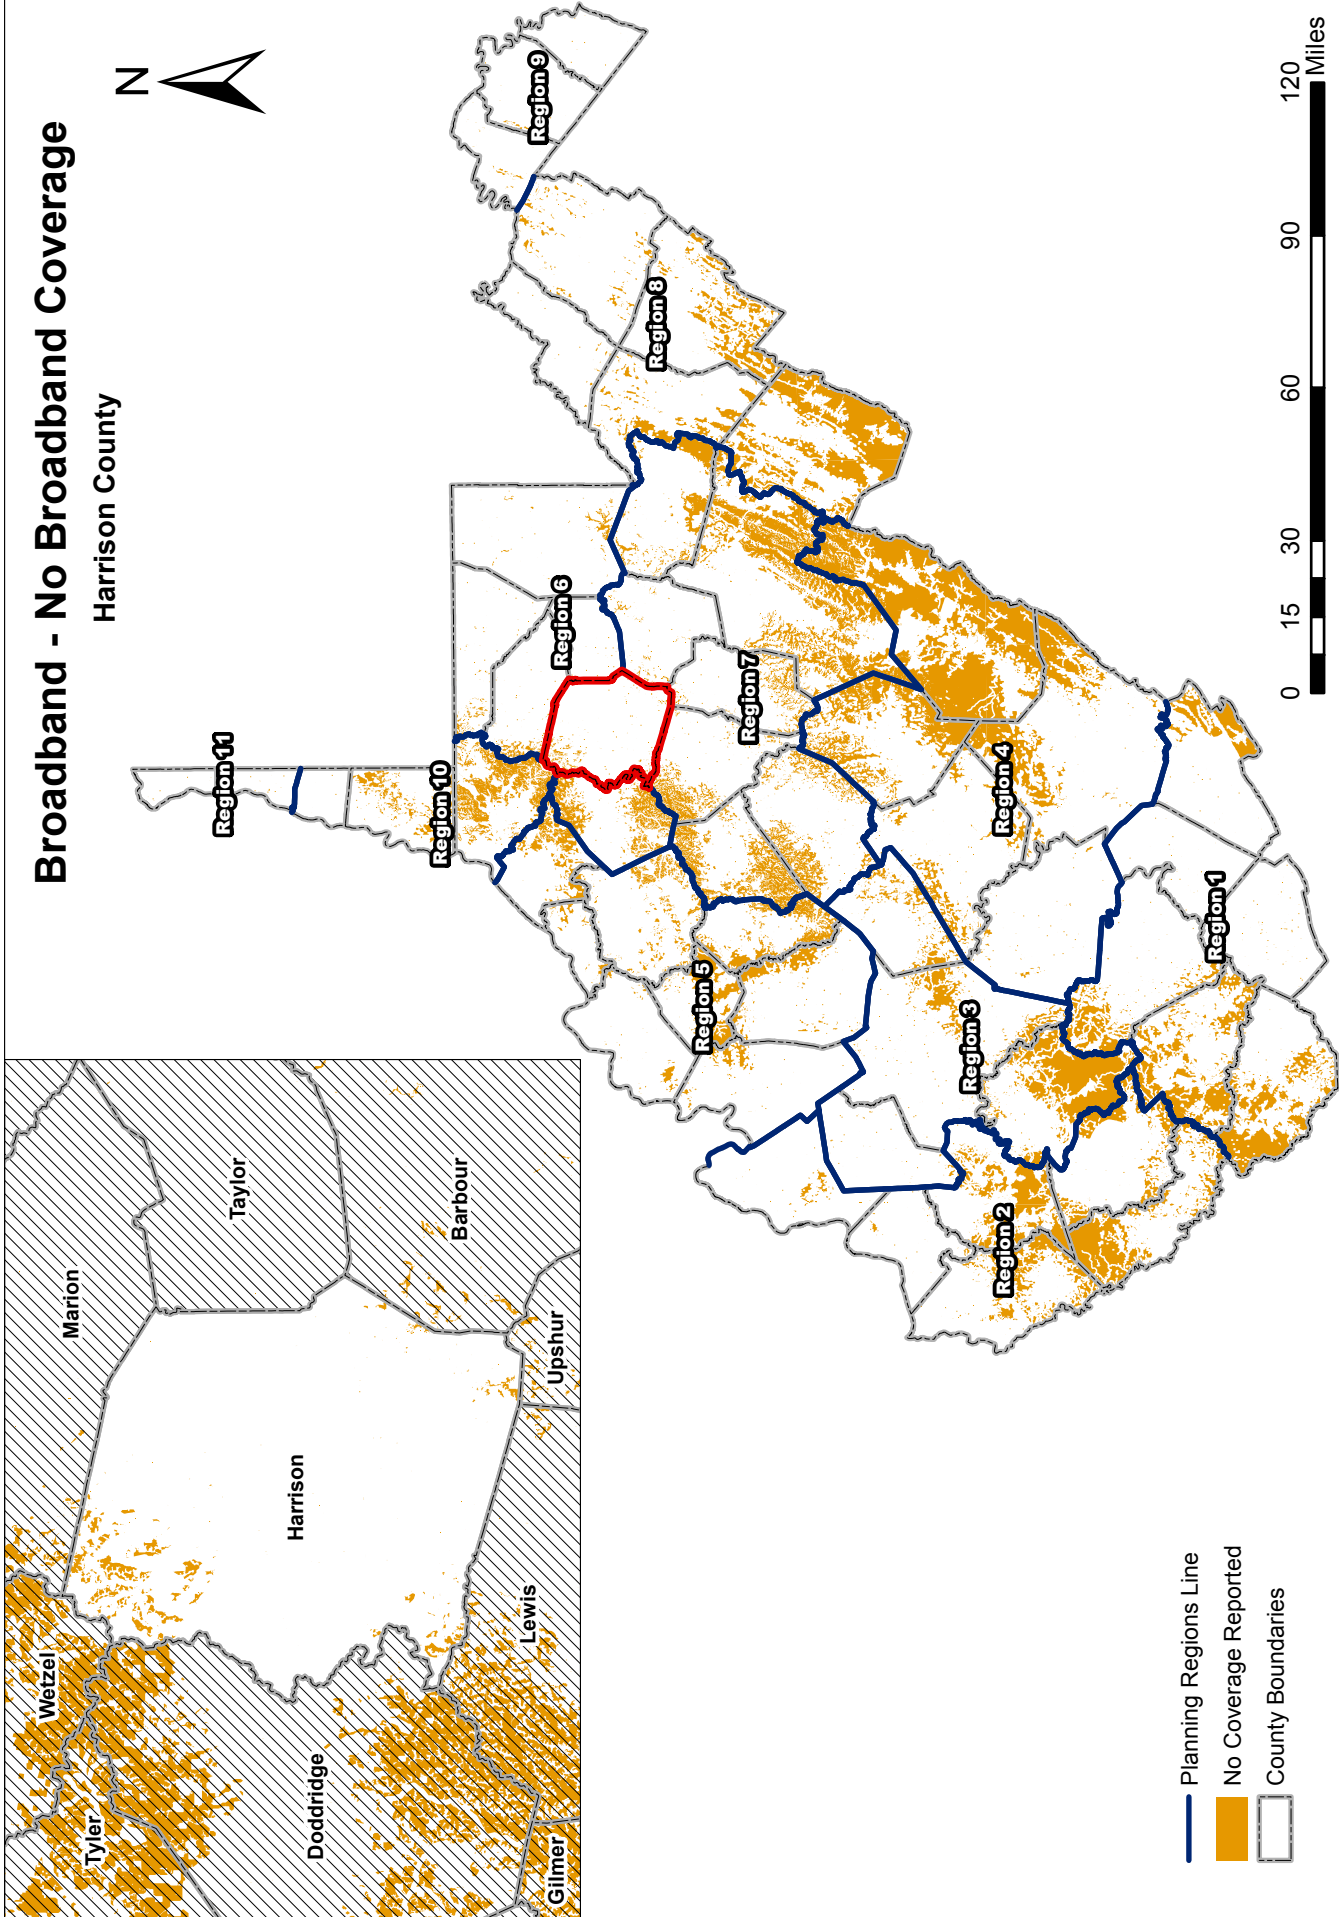 Broadband - No Broadband Coverage
Harrison County
N
Wetzel
Marion
Tyler
Taylor
Harrison
Doddridge
Barbour
Lewis
Upshur
Gilmer
Region 11
Region 10
Region 9
Region 6
Region 8
Region 5
Region 7
Region 3
Region 4
Region 2
Region 1
Planning Regions Line
No Coverage Reported
County Boundaries
0 15 30 60 90 120
Miles